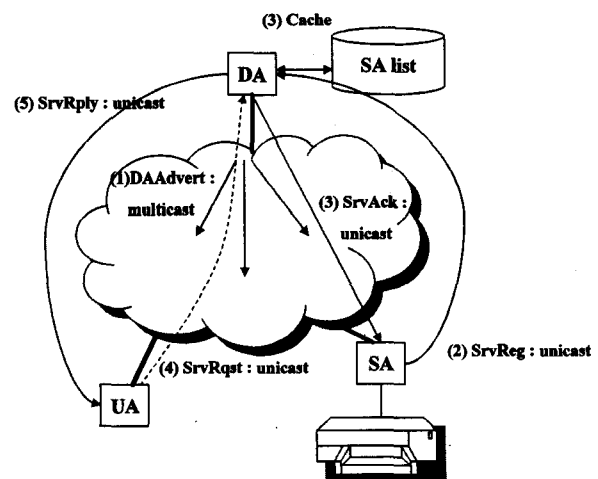 (3) Cache
DA
SA list
(5) SrvRply : unicast
(1)DAAdvert :
multicast
(3) SrvAck :
unicast
(4) SrvRqst : unicast
(2) SrvReg : unicast
SA
UA